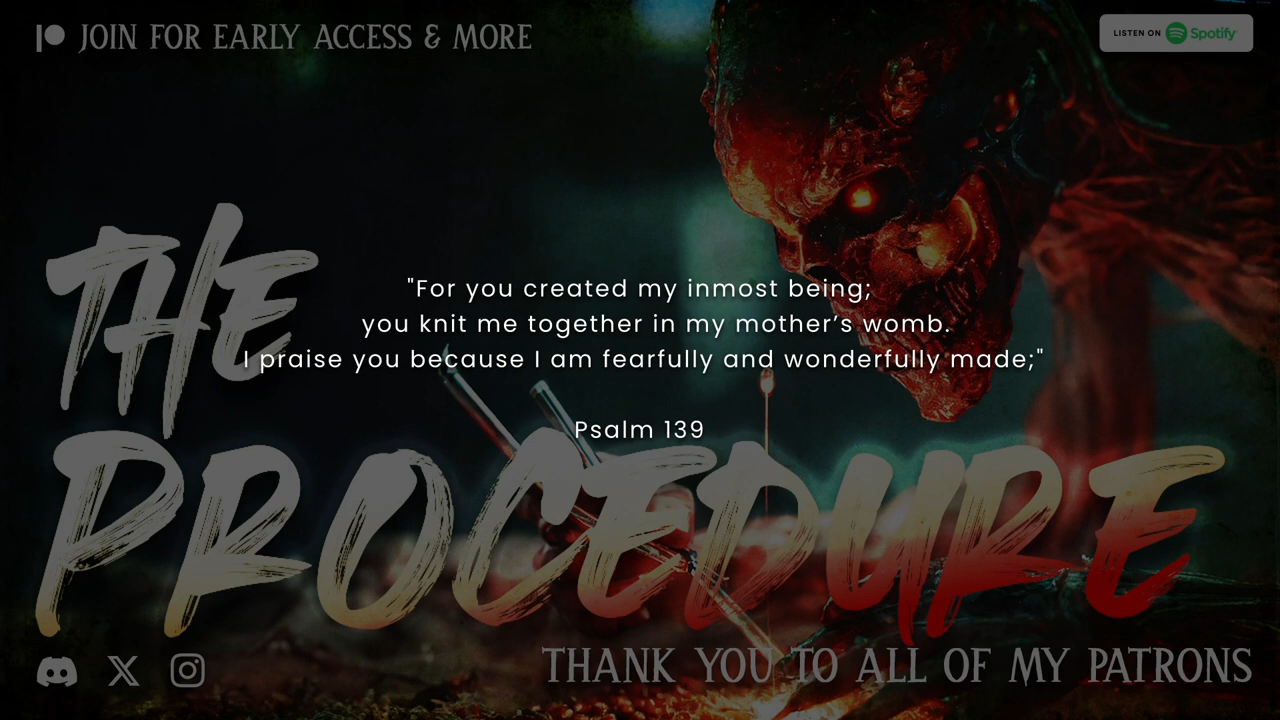 JOIN FOR EARLY ACCESS & MORE
LISTEN ON Spotify
THE
PROCEDURE
"For you created my inmost being;
you knit me together in my mother’s womb.
I praise you because I am fearfully and wonderfully made;"
Psalm 139
THANK YOU TO ALL OF MY PATRONS